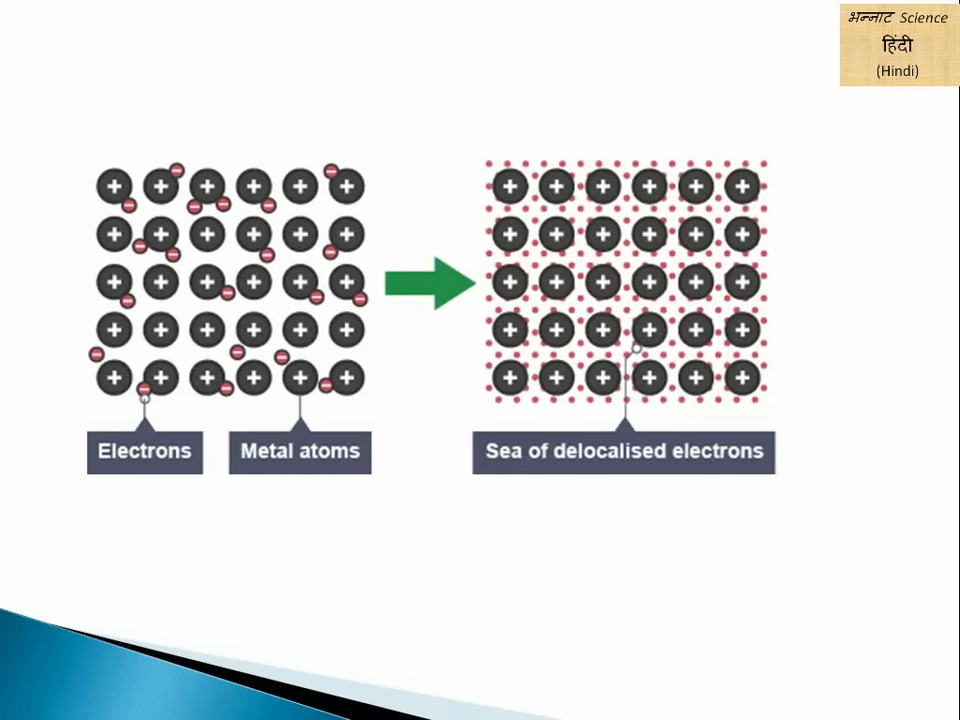 भन्नाट Science
हिंदी
(Hindi)
Electrons
Metal atoms
Sea of delocalised electrons